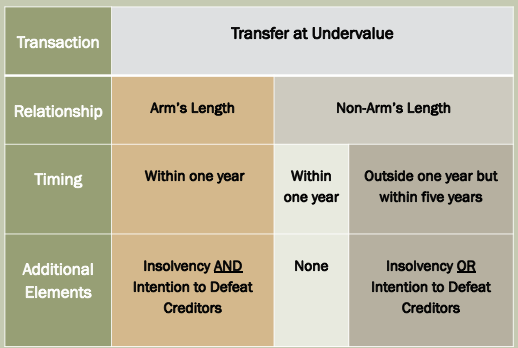 Transaction
Transfer at Undervalue
Relationship
Arm's Length
Non-Arm's Length
Timing
Within one year
Within
one year
Outside one year but
within five years
Additional
Elements
Insolvency AND
Intention to Defeat
Creditors
None
Insolvency OR
Intention to Defeat
Creditors